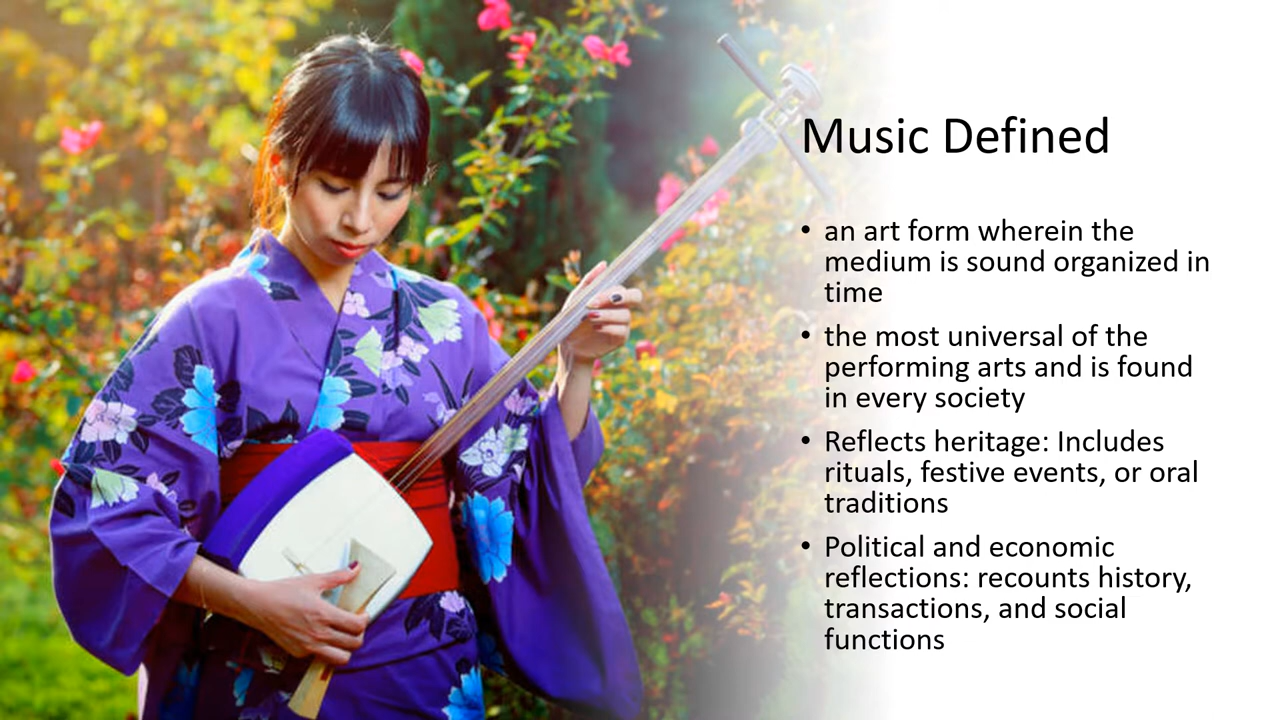 Music Defined
• an art form wherein the
medium is sound organized in
time
• the most universal of the
performing arts and is found
in every society
• Reflects heritage: Includes
rituals, festive events, or oral
traditions
• Political and economic
reflections: recounts history,
transactions, and social
functions